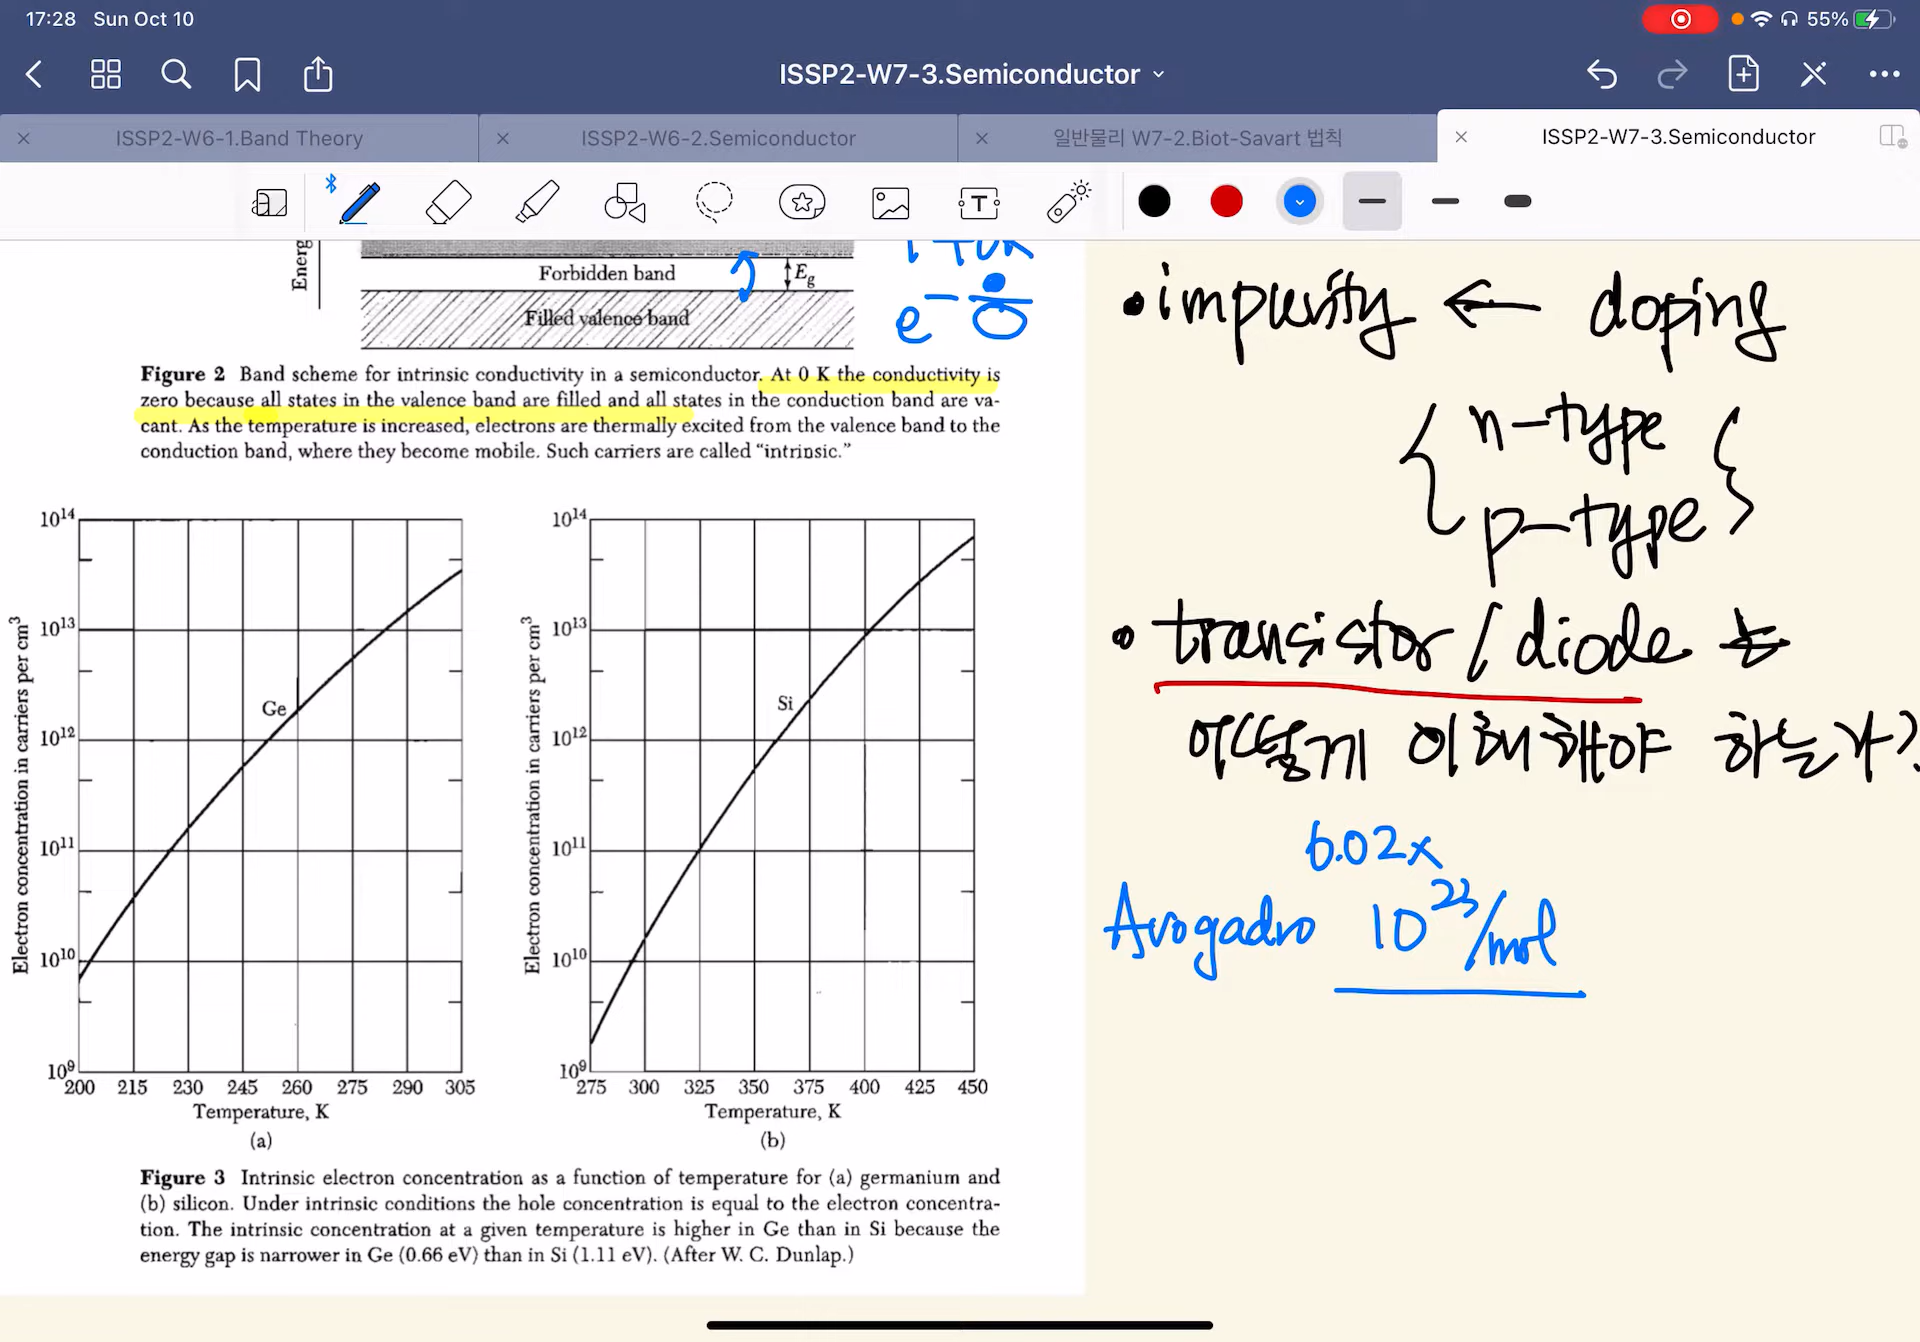 17:28 Sun Oct 10
55%
ISSP2-W7-3.Semiconductor
ISSP2-W6-1.Band Theory
ISSP2-W6-2.Semiconductor
일반물리 W7-2.Biot-Savart 법칙
ISSP2-W7-3.Semiconductor
T
Energ
Forbidden band
E_g
Filled valence band
e^-
Figure 2 Band scheme for intrinsic conductivity in a semiconductor. At 0 K the conductivity is
zero because all states in the valence band are filled and all states in the conduction band are va-
cant. As the temperature is increased, electrons are thermally excited from the valence band to the
conduction band, where they become mobile. Such carriers are called “intrinsic.”
Electron concentration in carriers per cm³
10¹⁴
10¹³
10¹²
10¹¹
10¹⁰
10⁹
Ge
200 215 230 245 260 275 290 305
Temperature, K
(a)
Electron concentration in carriers per cm³
10¹⁴
10¹³
10¹²
10¹¹
10¹⁰
10⁹
Si
275 300 325 350 375 400 425 450
Temperature, K
(b)
Figure 3 Intrinsic electron concentration as a function of temperature for (a) germanium and
(b) silicon. Under intrinsic conditions the hole concentration is equal to the electron concentra-
tion. The intrinsic concentration at a given temperature is higher in Ge than in Si because the
energy gap is narrower in Ge (0.66 eV) than in Si (1.11 eV). (After W. C. Dunlap.)
• impurity ← doping
{ n-type
p-type }
• transistor / diode 는
어떻게 이해해야 하는가?
6.02×
Avogadro 10²³/mol